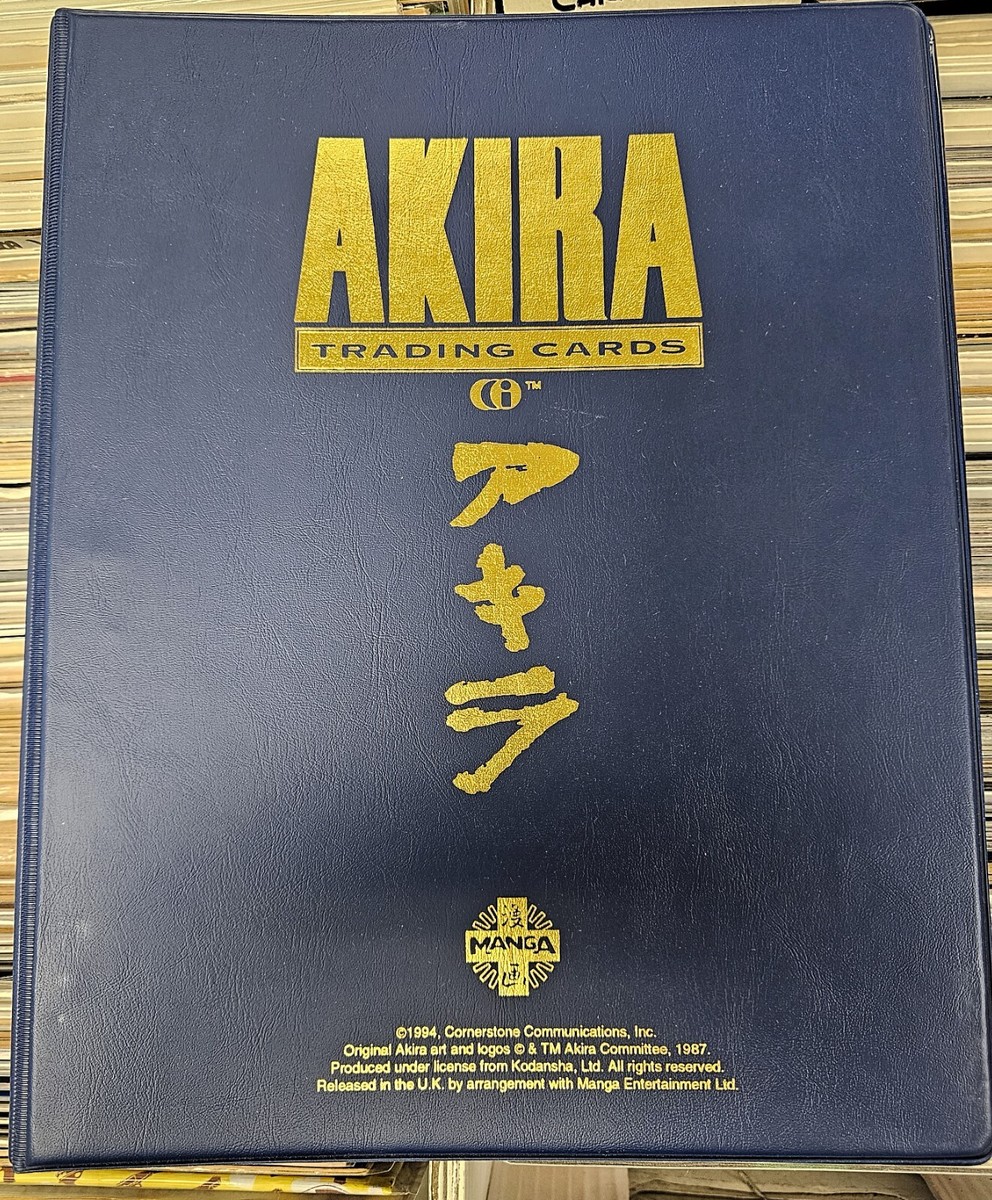 AKIRA
TRADING CARDS
Ci™
アキラ
漫
MANGA
画
©1994, Cornerstone Communications, Inc.
Original Akira art and logos © & TM Akira Committee, 1987.
Produced under license from Kodansha, Ltd. All rights reserved.
Released in the U.K. by arrangement with Manga Entertainment Ltd.